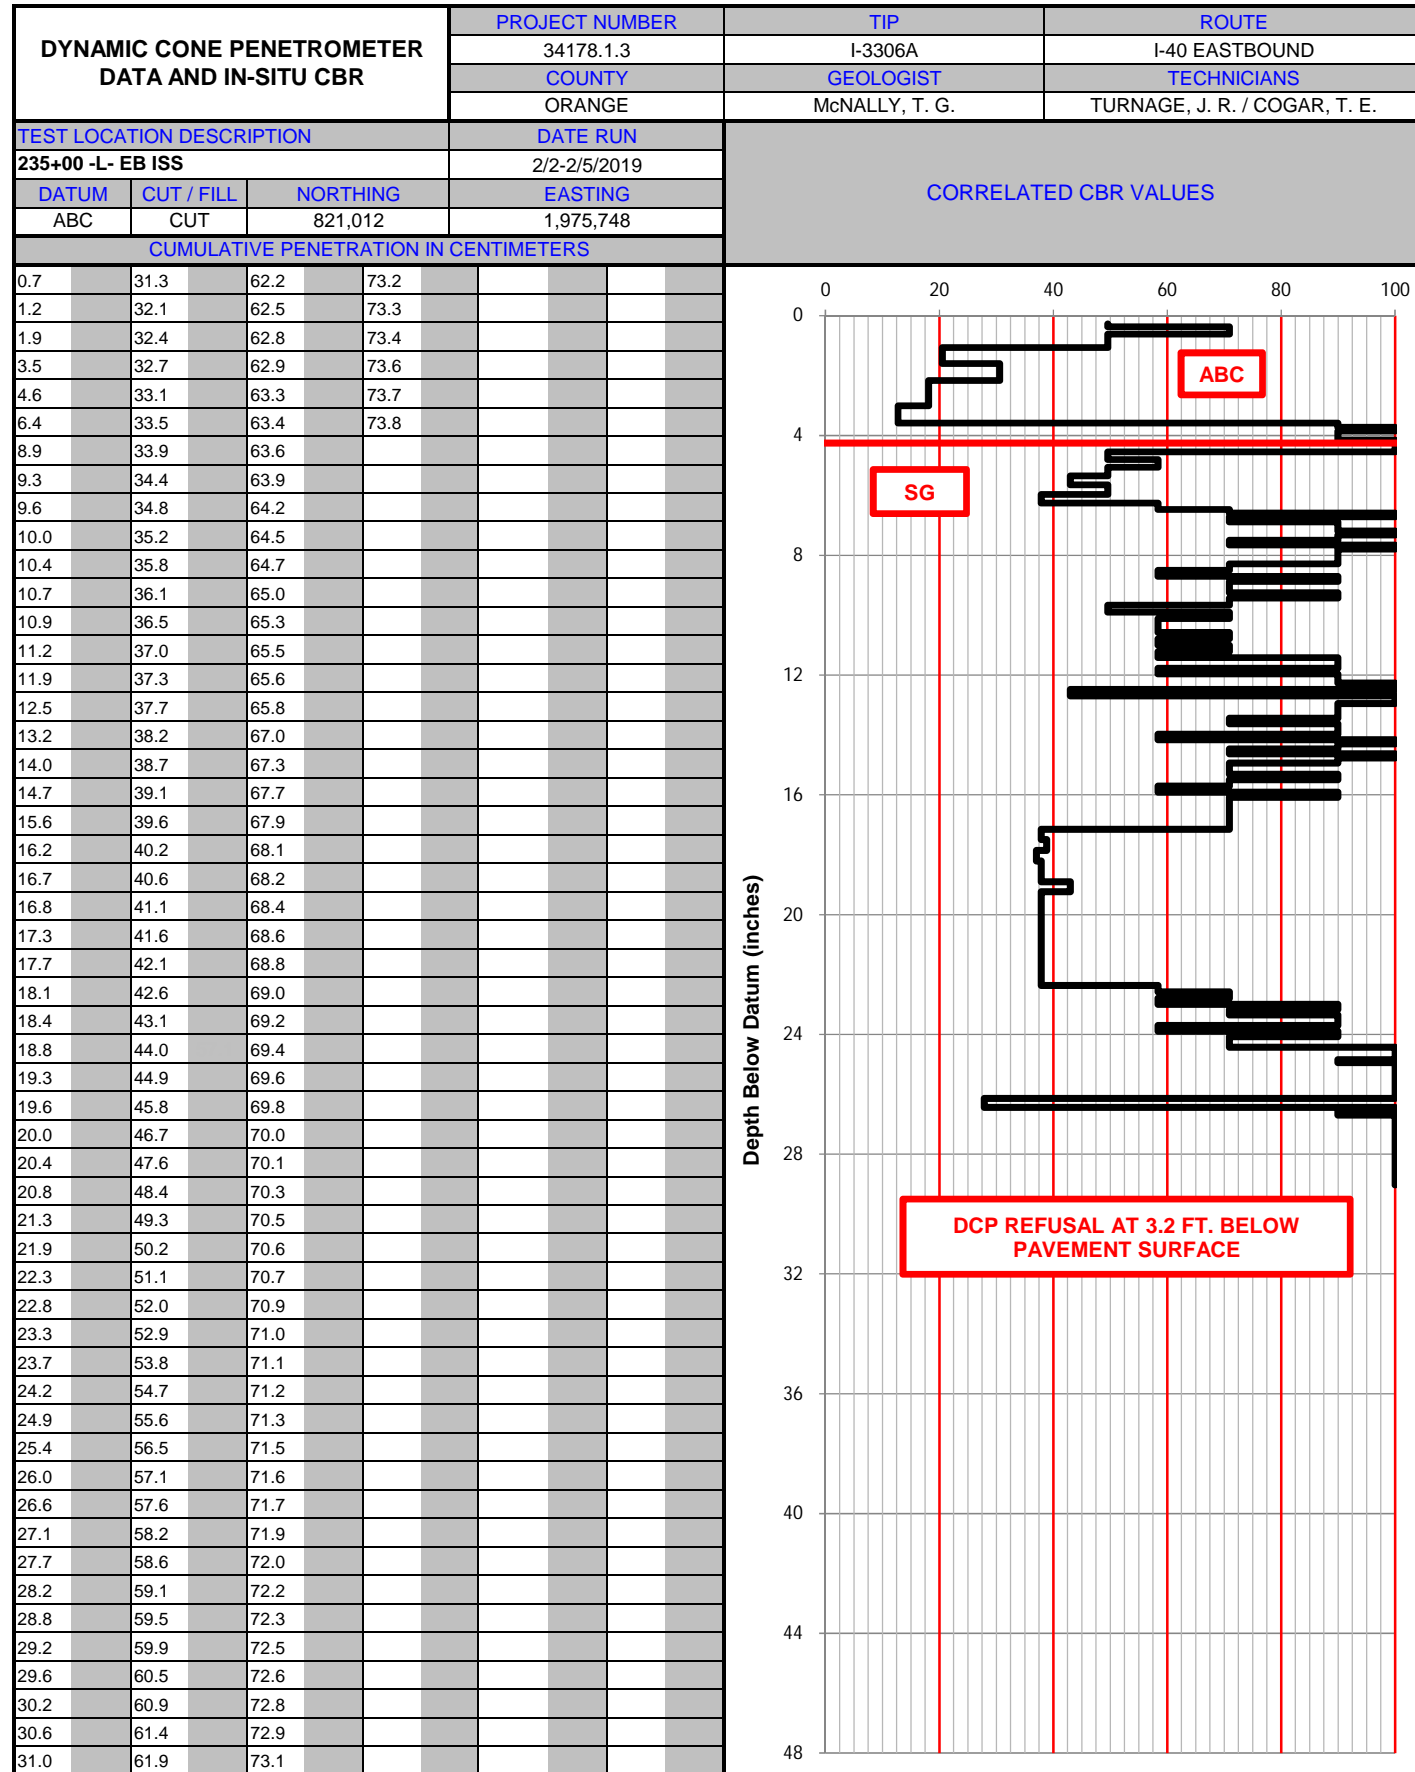 DYNAMIC CONE PENETROMETER
DATA AND IN-SITU CBR
PROJECT NUMBER TIP ROUTE
34178.1.3 I-3306A I-40 EASTBOUND
COUNTY GEOLOGIST TECHNICIANS
ORANGE McNALLY, T. G. TURNAGE, J. R. / COGAR, T. E.
TEST LOCATION DESCRIPTION DATE RUN
235+00 -L- EB ISS 2/2-2/5/2019
DATUM CUT / FILL NORTHING EASTING
ABC CUT 821,012 1,975,748
CORRELATED CBR VALUES
CUMULATIVE PENETRATION IN CENTIMETERS
0.7 31.3 62.2 73.2
1.2 32.1 62.5 73.3
1.9 32.4 62.8 73.4
3.5 32.7 62.9 73.6
4.6 33.1 63.3 73.7
6.4 33.5 63.4 73.8
8.9 33.9 63.6
9.3 34.4 63.9
9.6 34.8 64.2
10.0 35.2 64.5
10.4 35.8 64.7
10.7 36.1 65.0
10.9 36.5 65.3
11.2 37.0 65.5
11.9 37.3 65.6
12.5 37.7 65.8
13.2 38.2 67.0
14.0 38.7 67.3
14.7 39.1 67.7
15.6 39.6 67.9
16.2 40.2 68.1
16.7 40.6 68.2
16.8 41.1 68.4
17.3 41.6 68.6
17.7 42.1 68.8
18.1 42.6 69.0
18.4 43.1 69.2
18.8 44.0 69.4
19.3 44.9 69.6
19.6 45.8 69.8
20.0 46.7 70.0
20.4 47.6 70.1
20.8 48.4 70.3
21.3 49.3 70.5
21.9 50.2 70.6
22.3 51.1 70.7
22.8 52.0 70.9
23.3 52.9 71.0
23.7 53.8 71.1
24.2 54.7 71.2
24.9 55.6 71.3
25.4 56.5 71.5
26.0 57.1 71.6
26.6 57.6 71.7
27.1 58.2 71.9
27.7 58.6 72.0
28.2 59.1 72.2
28.8 59.5 72.3
29.2 59.9 72.5
29.6 60.5 72.6
30.2 60.9 72.8
30.6 61.4 72.9
31.0 61.9 73.1
0 20 40 60 80 100
0
ABC
4
SG
8
12
16
20
24
28
32
36
40
44
48
Depth Below Datum (inches)
DCP REFUSAL AT 3.2 FT. BELOW
PAVEMENT SURFACE